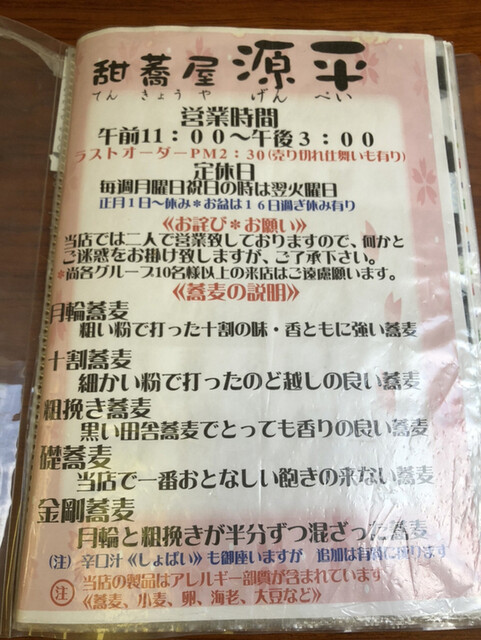 甜蕎屋 源平
てん きょう や げん ぺい
営業時間
午前11：00～午後3：00
ラストオーダーPM2：30(売り切れ仕舞いも有り)
定休日
毎週月曜日祝日の時は翌火曜日
正月1日～休み＊お盆は16日過ぎ休み有り
《お詫び＊お願い》
当店では二人で営業致しておりますので、何かと
ご迷惑をお掛け致しますが、ご了承下さい。
＊尚各グループ10名様以上の来店はご遠慮願います。
《蕎麦の説明》
月輪蕎麦
粗い粉で打った十割の味・香ともに強い蕎麦
十割蕎麦
細かい粉で打ったのど越しの良い蕎麦
粗挽き蕎麦
黒い田舎蕎麦でとっても香りの良い蕎麦
礎蕎麦
当店で一番おとなしい飽きの来ない蕎麦
金剛蕎麦
月輪と粗挽きが半分ずつ混ざった蕎麦
(注) 辛口汁《しょぱい》も御座いますが 追加は有料に成ります
注 当店の製品はアレルギー部質が含まれています
《蕎麦、小麦、卵、海老、大豆など》